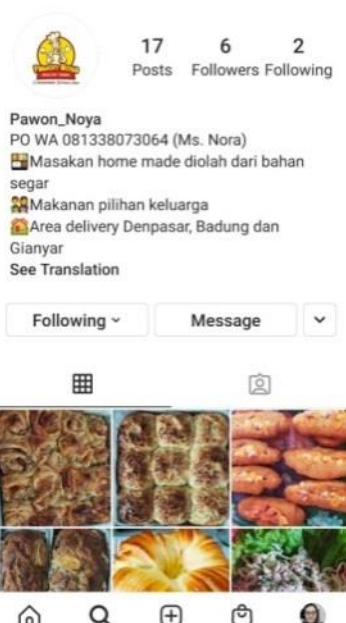 17 6 2
Posts Followers Following
Pawon_Noya
PO WA 081338073064 (Ms. Nora)
Masakan home made diolah dari bahan
segar
Makanan pilihan keluarga
Area delivery Denpasar, Badung dan
Gianyar
See Translation
Following Message